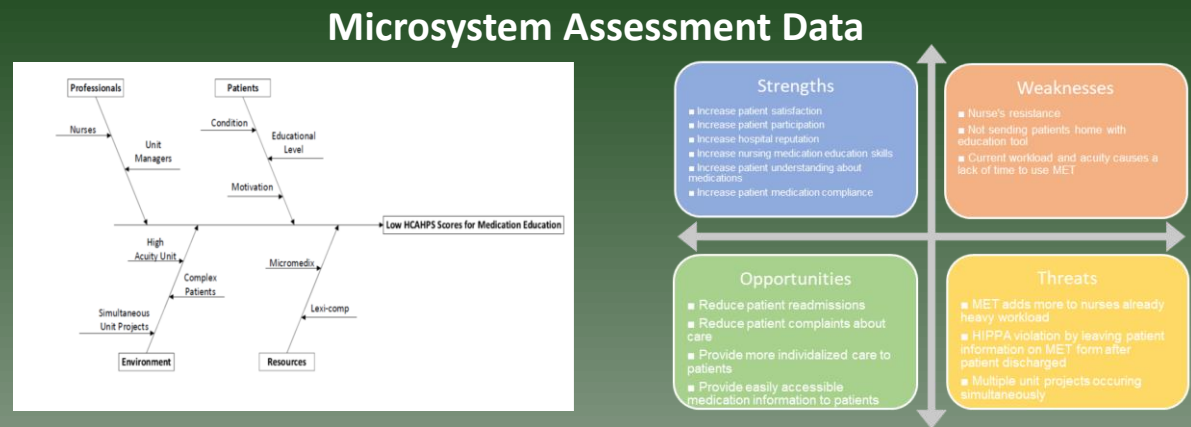 Microsystem Assessment Data
Professionals
Patients
Nurses
Condition
Unit
Managers
Educational
Level
Motivation
Low HCAHPS Scores for Medication Education
High
Acuity Unit
Micromedix
Complex
Patients
Lexi-comp
Simultaneous
Unit Projects
Environment
Resources
Strengths
■ Increase patient satisfaction
■ Increase patient participation
■ Increase hospital reputation
■ Increase nursing medication education skills
■ Increase patient understanding about
medications
■ Increase patient medication compliance
Weaknesses
■ Nurse's resistance
■ Not sending patients home with
education tool
■ Current workload and acuity causes a
lack of time to use MET
Opportunities
■ Reduce patient readmissions
■ Reduce patient complaints about
care
■ Provide more individalized care to
patients
■ Provide easily accessible
medication information to patients
Threats
■ MET adds more to nurses already
heavy workload
■ HIPPA violation by leaving patient
information on MET form after
patient discharged
■ Multiple unit projects occuring
simultaneously